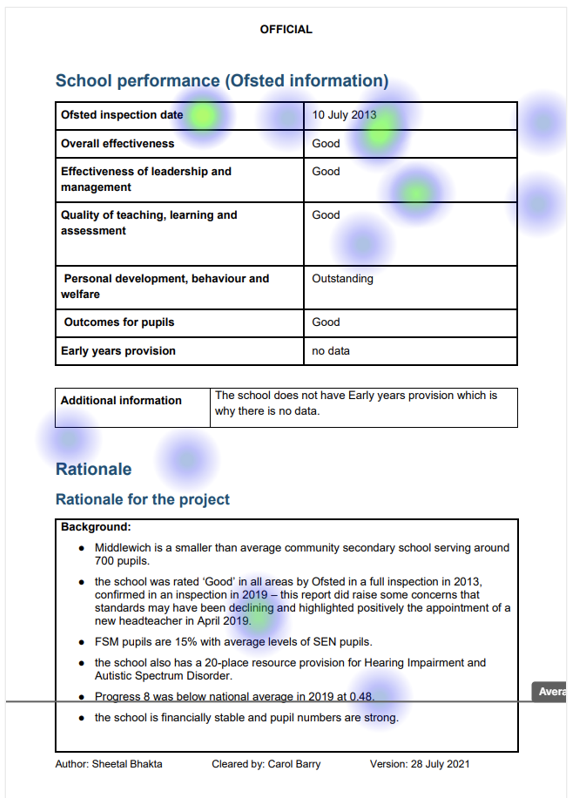 OFFICIAL
School performance (Ofsted information)
Ofsted inspection date 10 July 2013
Overall effectiveness Good
Effectiveness of leadership and Good
management
Quality of teaching, learning and Good
assessment
Personal development, behaviour and Outstanding
welfare
Outcomes for pupils Good
Early years provision no data
Additional information The school does not have Early years provision which is
why there is no data.
Rationale
Rationale for the project
Background:
● Middlewich is a smaller than average community secondary school serving around
700 pupils.
● the school was rated ‘Good’ in all areas by Ofsted in a full inspection in 2013,
confirmed in an inspection in 2019 – this report did raise some concerns that
standards may have been declining and highlighted positively the appointment of a
new headteacher in April 2019.
● FSM pupils are 15% with average levels of SEN pupils.
● the school also has a 20-place resource provision for Hearing Impairment and
Autistic Spectrum Disorder.
● Progress 8 was below national average in 2019 at 0.48.
Avera
● the school is financially stable and pupil numbers are strong.
Author: Sheetal Bhakta Cleared by: Carol Barry Version: 28 July 2021